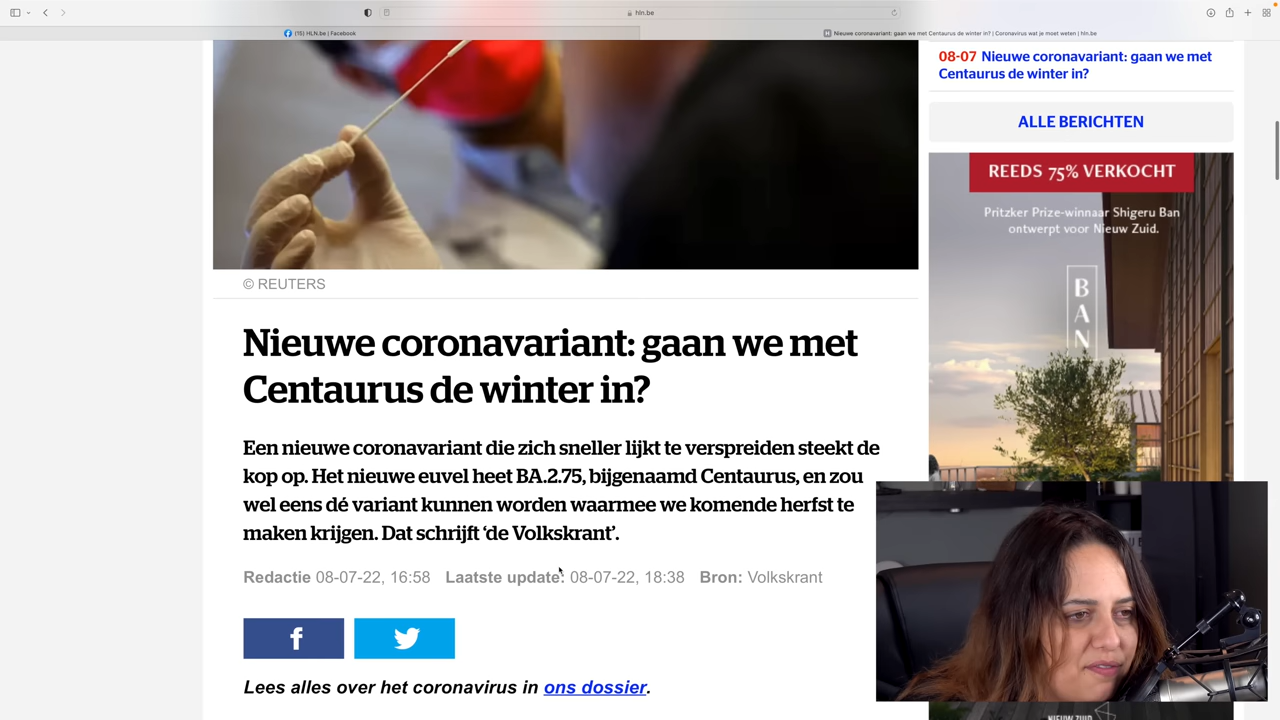 hln.be
(15) HLN.be | Facebook
Nieuwe coronavariant: gaan we met Centaurus de winter in? | Coronavirus wat je moet weten | hln.be
08-07 Nieuwe coronavariant: gaan we met
Centaurus de winter in?
ALLE BERICHTEN
REEDS 75% VERKOCHT
Pritzker Prize-winnaar Shigeru Ban
ontwerpt voor Nieuw Zuid.
B
A
N
© REUTERS
Nieuwe coronavariant: gaan we met
Centaurus de winter in?
Een nieuwe coronavariant die zich sneller lijkt te verspreiden steekt de
kop op. Het nieuwe euvel heet BA.2.75, bijgenaamd Centaurus, en zou
wel eens dé variant kunnen worden waarmee we komende herfst te
maken krijgen. Dat schrijft ‘de Volkskrant’.
Redactie 08-07-22, 16:58 Laatste update: 08-07-22, 18:38 Bron: Volkskrant
Lees alles over het coronavirus in ons dossier.
NIEUW ZUID